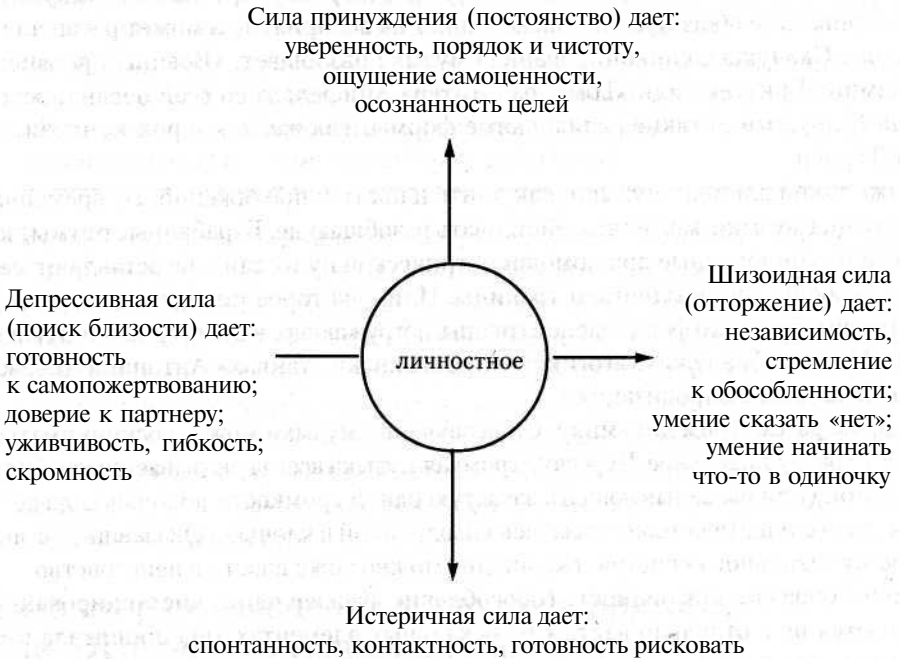 Сила принуждения (постоянство) дает:
уверенность, порядок и чистоту,
ощущение самоценности,
осознанность целей
Депрессивная сила
(поиск близости) дает:
готовность
к самопожертвованию;
доверие к партнеру;
уживчивость, гибкость,
скромность
личностное
Шизоидная сила
(отторжение) дает:
независимость,
стремление
к обособленности;
умение сказать «нет»;
умение начинать
что-то в одиночку
Истеричная сила дает:
спонтанность, контактность, готовность рисковать